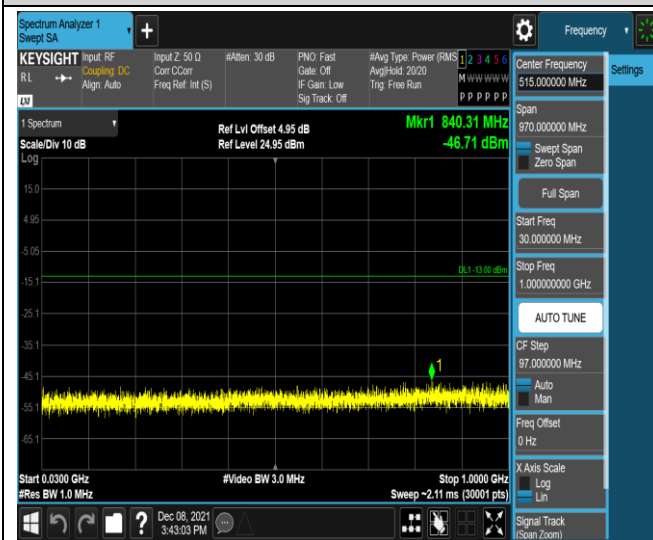 Spectrum Analyzer 1
Swept SA
+
Frequency
KEYSIGHT
Input: RF
Input Z: 50 Ω
#Atten: 30 dB
PNO: Fast
#Avg Type: Power (RMS
1 2 3 4 5 6
RL
Coupling: DC
Corr CCorr
Gate: Off
Avg|Hold: 20/20
M W W W W W
Align: Auto
Freq Ref: Int (S)
IF Gain: Low
Trig: Free Run
P P P P P P
Sig Track: Off
LXI
1 Spectrum
Ref Lvl Offset 4.95 dB
Mkr1 840.31 MHz
Scale/Div 10 dB
Ref Level 24.95 dBm
-46.71 dBm
Log
15.0
4.95
-5.05
DL1 -13.00 dBm
-15.1
-25.1
-35.1
1
-45.1
-55.1
-65.1
Start 0.0300 GHz
#Video BW 3.0 MHz
Stop 1.0000 GHz
#Res BW 1.0 MHz
Sweep ~2.11 ms (30001 pts)
?
Dec 08, 2021
3:43:03 PM
Center Frequency
515.000000 MHz
Settings
Span
970.000000 MHz
Swept Span
Zero Span
Full Span
Start Freq
30.000000 MHz
Stop Freq
1.000000000 GHz
AUTO TUNE
CF Step
97.000000 MHz
Auto
Man
Freq Offset
0 Hz
X Axis Scale
Log
Lin
Signal Track
(Span Zoom)